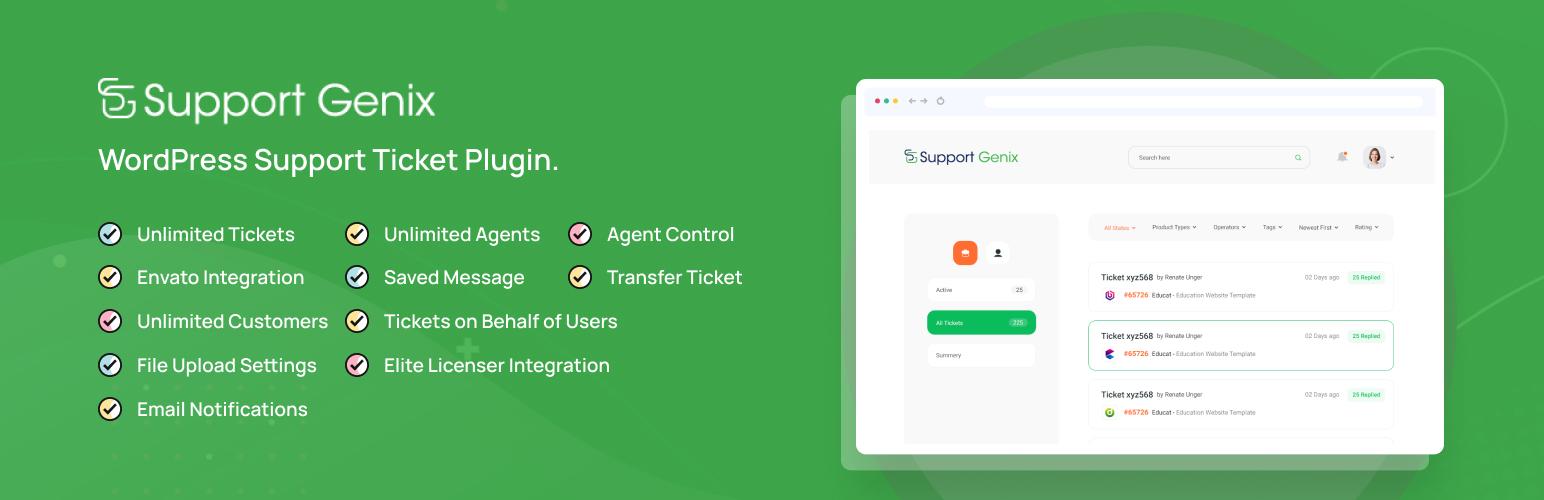 Support Genix
WordPress Support Ticket Plugin.
Unlimited Tickets
Unlimited Agents
Agent Control
Envato Integration
Saved Message
Transfer Ticket
Unlimited Customers
Tickets on Behalf of Users
File Upload Settings
Elite Licenser Integration
Email Notifications
Support Genix
Search here
Active 25
All Tickets 225
Summery
All States Product Types Operators Tags Newest First Rating
Ticket xyz568 by Renate Unger 02 Days ago 25 Replied
#65726 Educat - Education Website Template
Ticket xyz568 by Renate Unger 02 Days ago 25 Replied
#65726 Educat - Education Website Template
Ticket xyz568 by Renate Unger 02 Days ago 25 Replied
#65726 Educat - Education Website Template